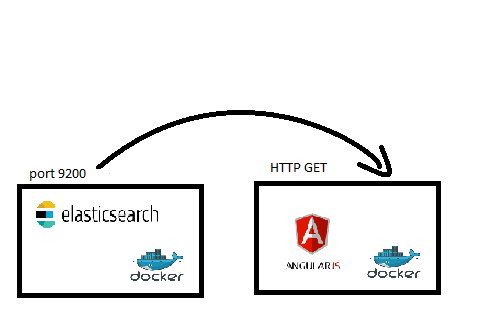 port 9200
HTTP GET
elasticsearch
docker
ANGULARJS
docker